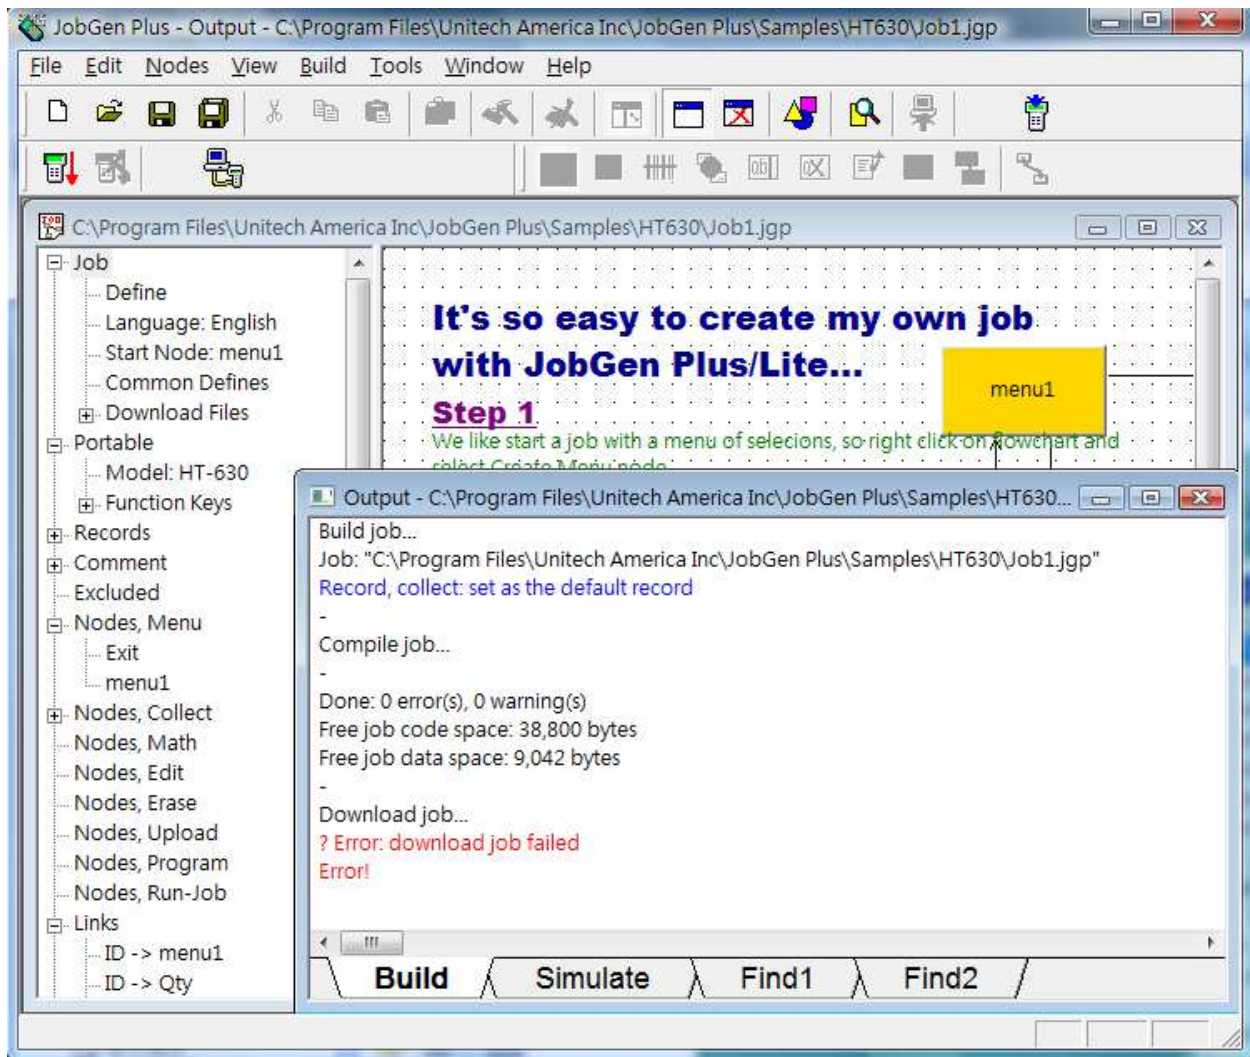 JobGen Plus - Output - C:\Program Files\Unitech America Inc\JobGen Plus\Samples\HT630\Job1.jgp
File Edit Nodes View Build Tools Window Help
C:\Program Files\Unitech America Inc\JobGen Plus\Samples\HT630\Job1.jgp
Job
Define
Language: English
Start Node: menu1
Common Defines
Download Files
Portable
Model: HT-630
Function Keys
Records
Comment
Excluded
Nodes, Menu
Exit
menu1
Nodes, Collect
Nodes, Math
Nodes, Edit
Nodes, Erase
Nodes, Upload
Nodes, Program
Nodes, Run-Job
Links
ID -> menu1
ID -> Qty
It's so easy to create my own job
with JobGen Plus/Lite...
menu1
Step 1
We like start a job with a menu of selecions, so right click on flowchart and
select Create Menu node
Output - C:\Program Files\Unitech America Inc\JobGen Plus\Samples\HT630...
Build job...
Job: "C:\Program Files\Unitech America Inc\JobGen Plus\Samples\HT630\Job1.jgp"
Record, collect: set as the default record
-
Compile job...
-
Done: 0 error(s), 0 warning(s)
Free job code space: 38,800 bytes
Free job data space: 9,042 bytes
-
Download job...
? Error: download job failed
Error!
Build Simulate Find1 Find2